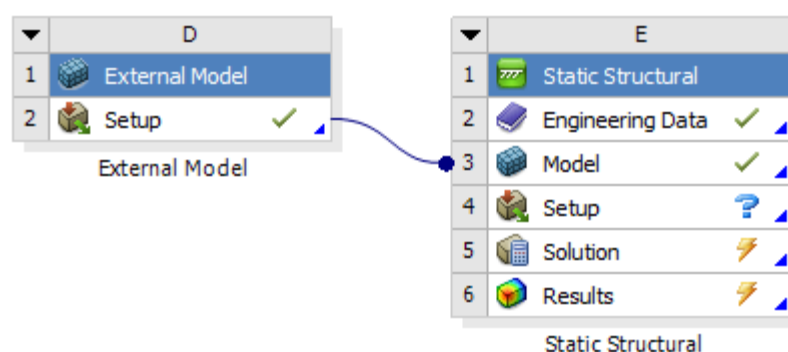 D
1 External Model
2 Setup
External Model
E
1 Static Structural
2 Engineering Data
3 Model
4 Setup ?
5 Solution
6 Results
Static Structural